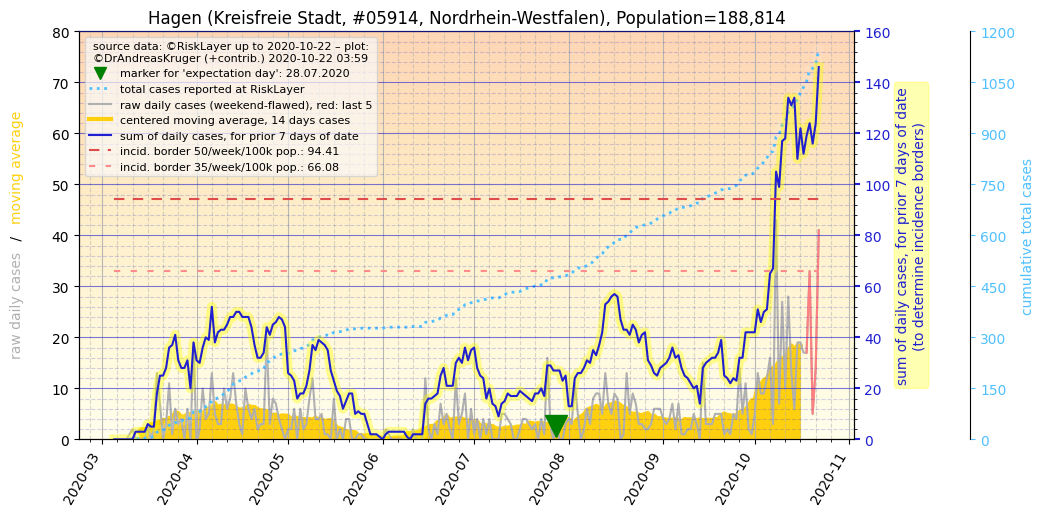 Hagen (Kreisfreie Stadt, #05914, Nordrhein-Westfalen), Population=188,814
source data: ©RiskLayer up to 2020-10-22 – plot:
©DrAndreasKruger (+contrib.) 2020-10-22 03:59
marker for 'expectation day': 28.07.2020
total cases reported at RiskLayer
raw daily cases (weekend-flawed), red: last 5
centered moving average, 14 days cases
sum of daily cases, for prior 7 days of date
incid. border 50/week/100k pop.: 94.41
incid. border 35/week/100k pop.: 66.08
raw daily cases / moving average
80
70
60
50
40
30
20
10
0
160
140
120
100
80
60
40
20
0
sum of daily cases, for prior 7 days of date
(to determine incidence borders)
1200
1050
900
750
600
450
300
150
0
cumulative total cases
2020-03
2020-04
2020-05
2020-06
2020-07
2020-08
2020-09
2020-10
2020-11